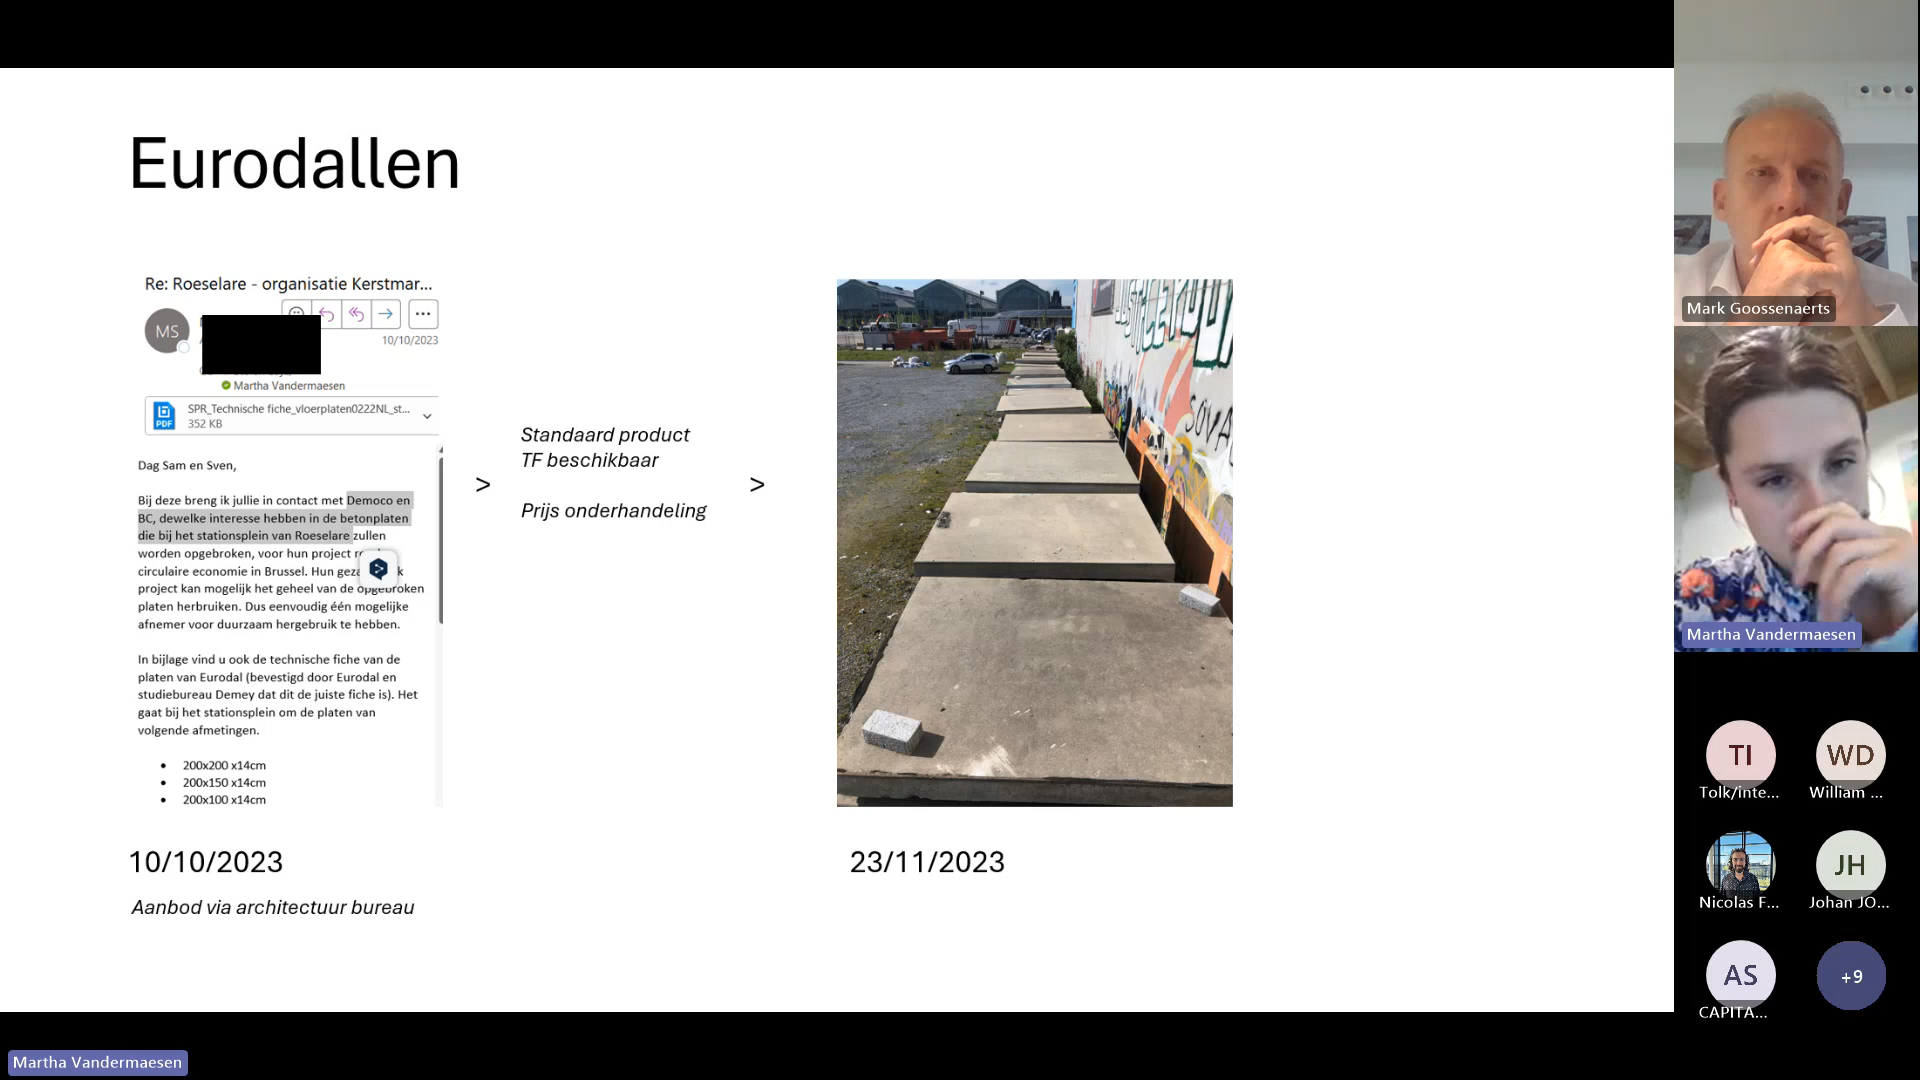 Eurodallen
Re: Roeselare - organisatie Kerstmar...
MS
10/10/2023
Martha Vandermaesen
SPR_Technische fiche_vloerplaten0222NL_st...
PDF
352 KB
Dag Sam en Sven,
Bij deze breng ik jullie in contact met Democo en
BC, dewelke interesse hebben in de betonplaten
die bij het stationsplein van Roeselare zullen
worden opgebroken, voor hun project
circulaire economie in Brussel. Hun
project kan mogelijk het geheel van de opgebroken
platen herbruiken. Dus eenvoudig één mogelijke
afnemer voor duurzaam hergebruik te hebben.
In bijlage vind u ook de technische fiche van de
platen van Eurodal (bevestigd door Eurodal en
studiebureau Demey dat dit de juiste fiche is). Het
gaat bij het stationsplein om de platen van
volgende afmetingen.
• 200x200 x14cm
• 200x150 x14cm
• 200x100 x14cm
10/10/2023
Aanbod via architectuur bureau
>
Standaard product
TF beschikbaar
Prijs onderhandeling
>
23/11/2023
Mark Goossenaerts
Martha Vandermaesen
TI
Tolk/inte...
WD
William ...
Nicolas F...
JH
Johan JO...
AS
CAPITA...
+9
Martha Vandermaesen